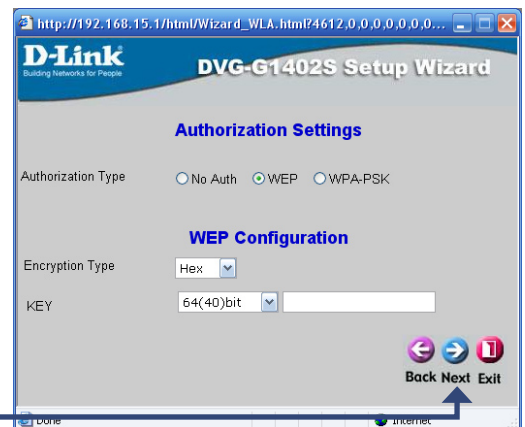 http://192.168.15.1/html/Wizard_WLA.html?4612,0,0,0,0,0,0,0...
D-Link
Building Networks for People
DVG-G1402S Setup Wizard
Authorization Settings
Authorization Type
No Auth WEP WPA-PSK
WEP Configuration
Encryption Type
Hex
KEY
64(40)bit
Back Next Exit
Done
Internet